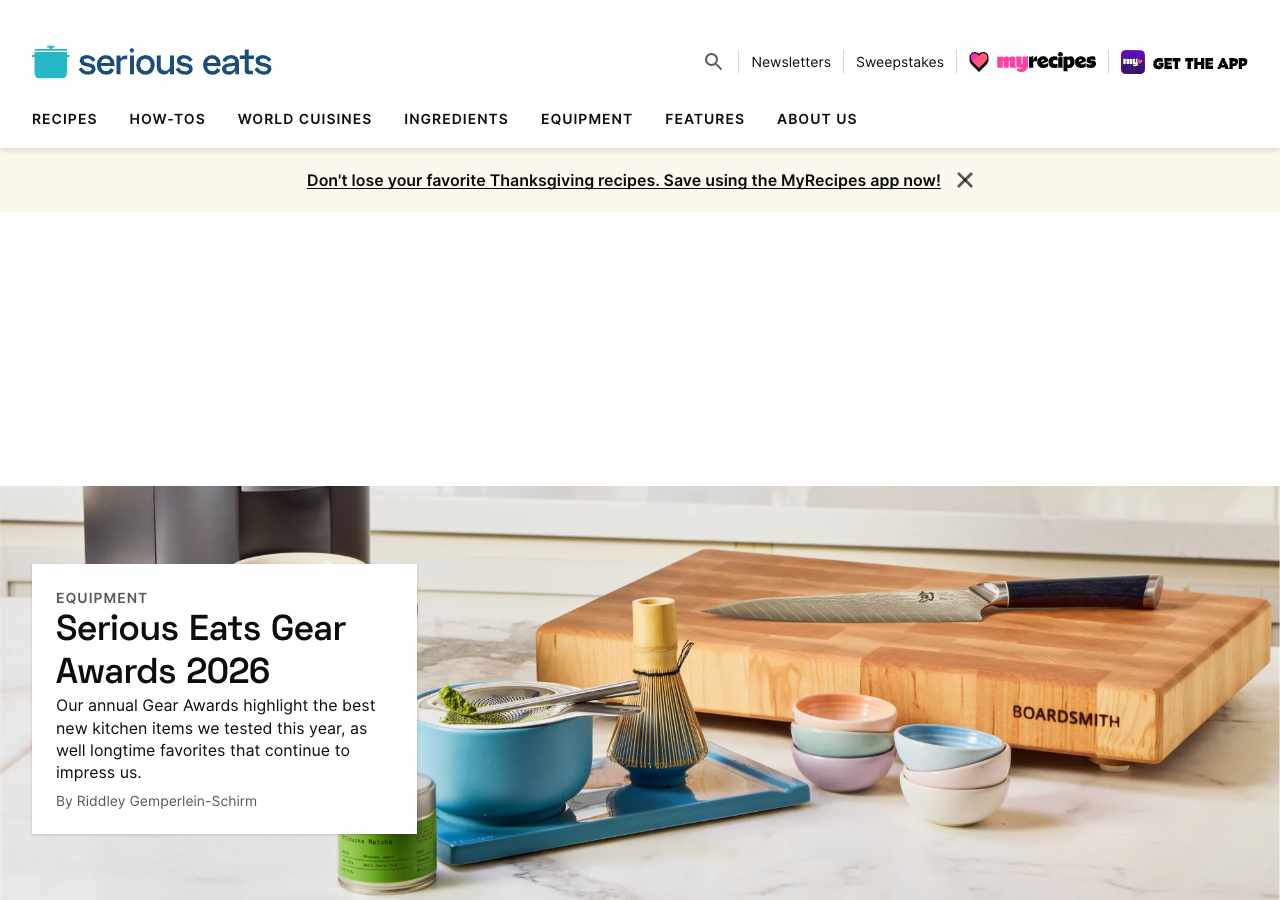 serious eats
Newsletters
Sweepstakes
myrecipes
my
GET THE APP
RECIPES
HOW-TOS
WORLD CUISINES
INGREDIENTS
EQUIPMENT
FEATURES
ABOUT US
Don't lose your favorite Thanksgiving recipes. Save using the MyRecipes app now!
EQUIPMENT
Serious Eats Gear
Awards 2026
Our annual Gear Awards highlight the best
new kitchen items we tested this year, as
well longtime favorites that continue to
impress us.
By Riddley Gemperlein-Schirm
BOARDSMITH
Matcha